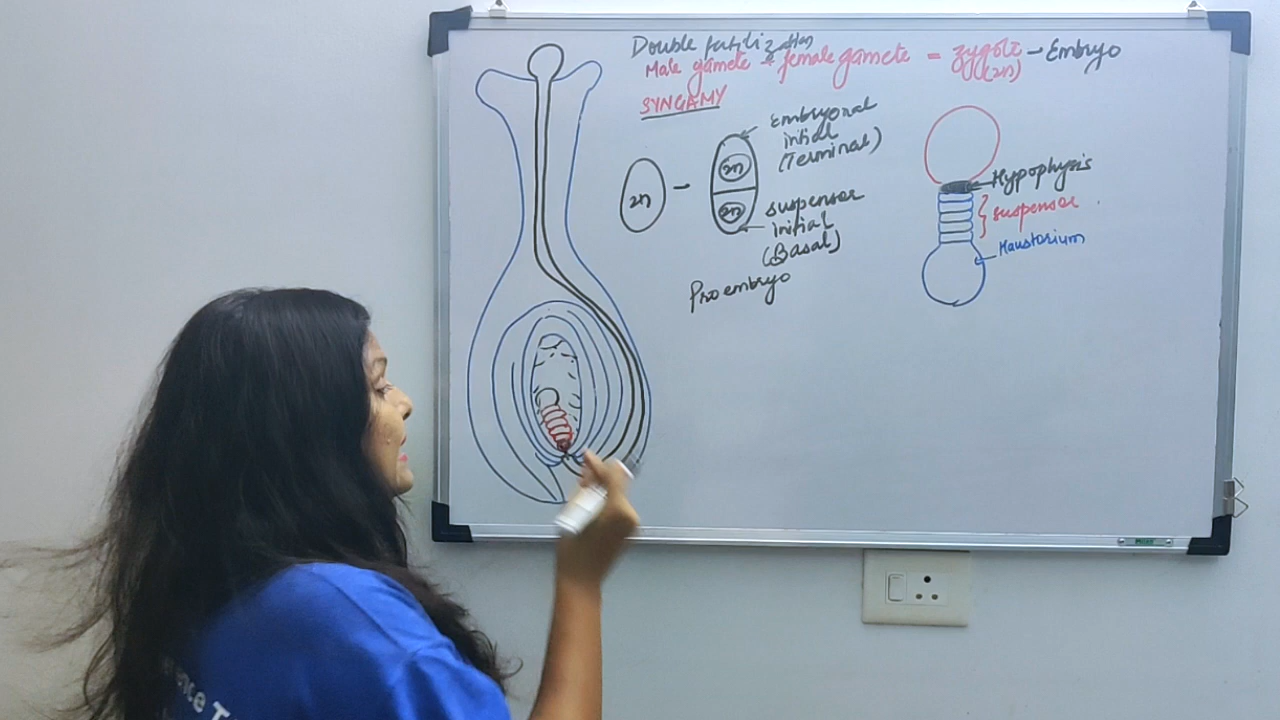 Double fertilization
Male gamete + female gamete = zygote - Embryo
(2n)
SYNGAMY
Embryonal
initial
(Terminal)
2n
2n
2n
suspensor
initial
(Basal)
Proembryo
Hypophysis
suspensor
Haustorium
ence T